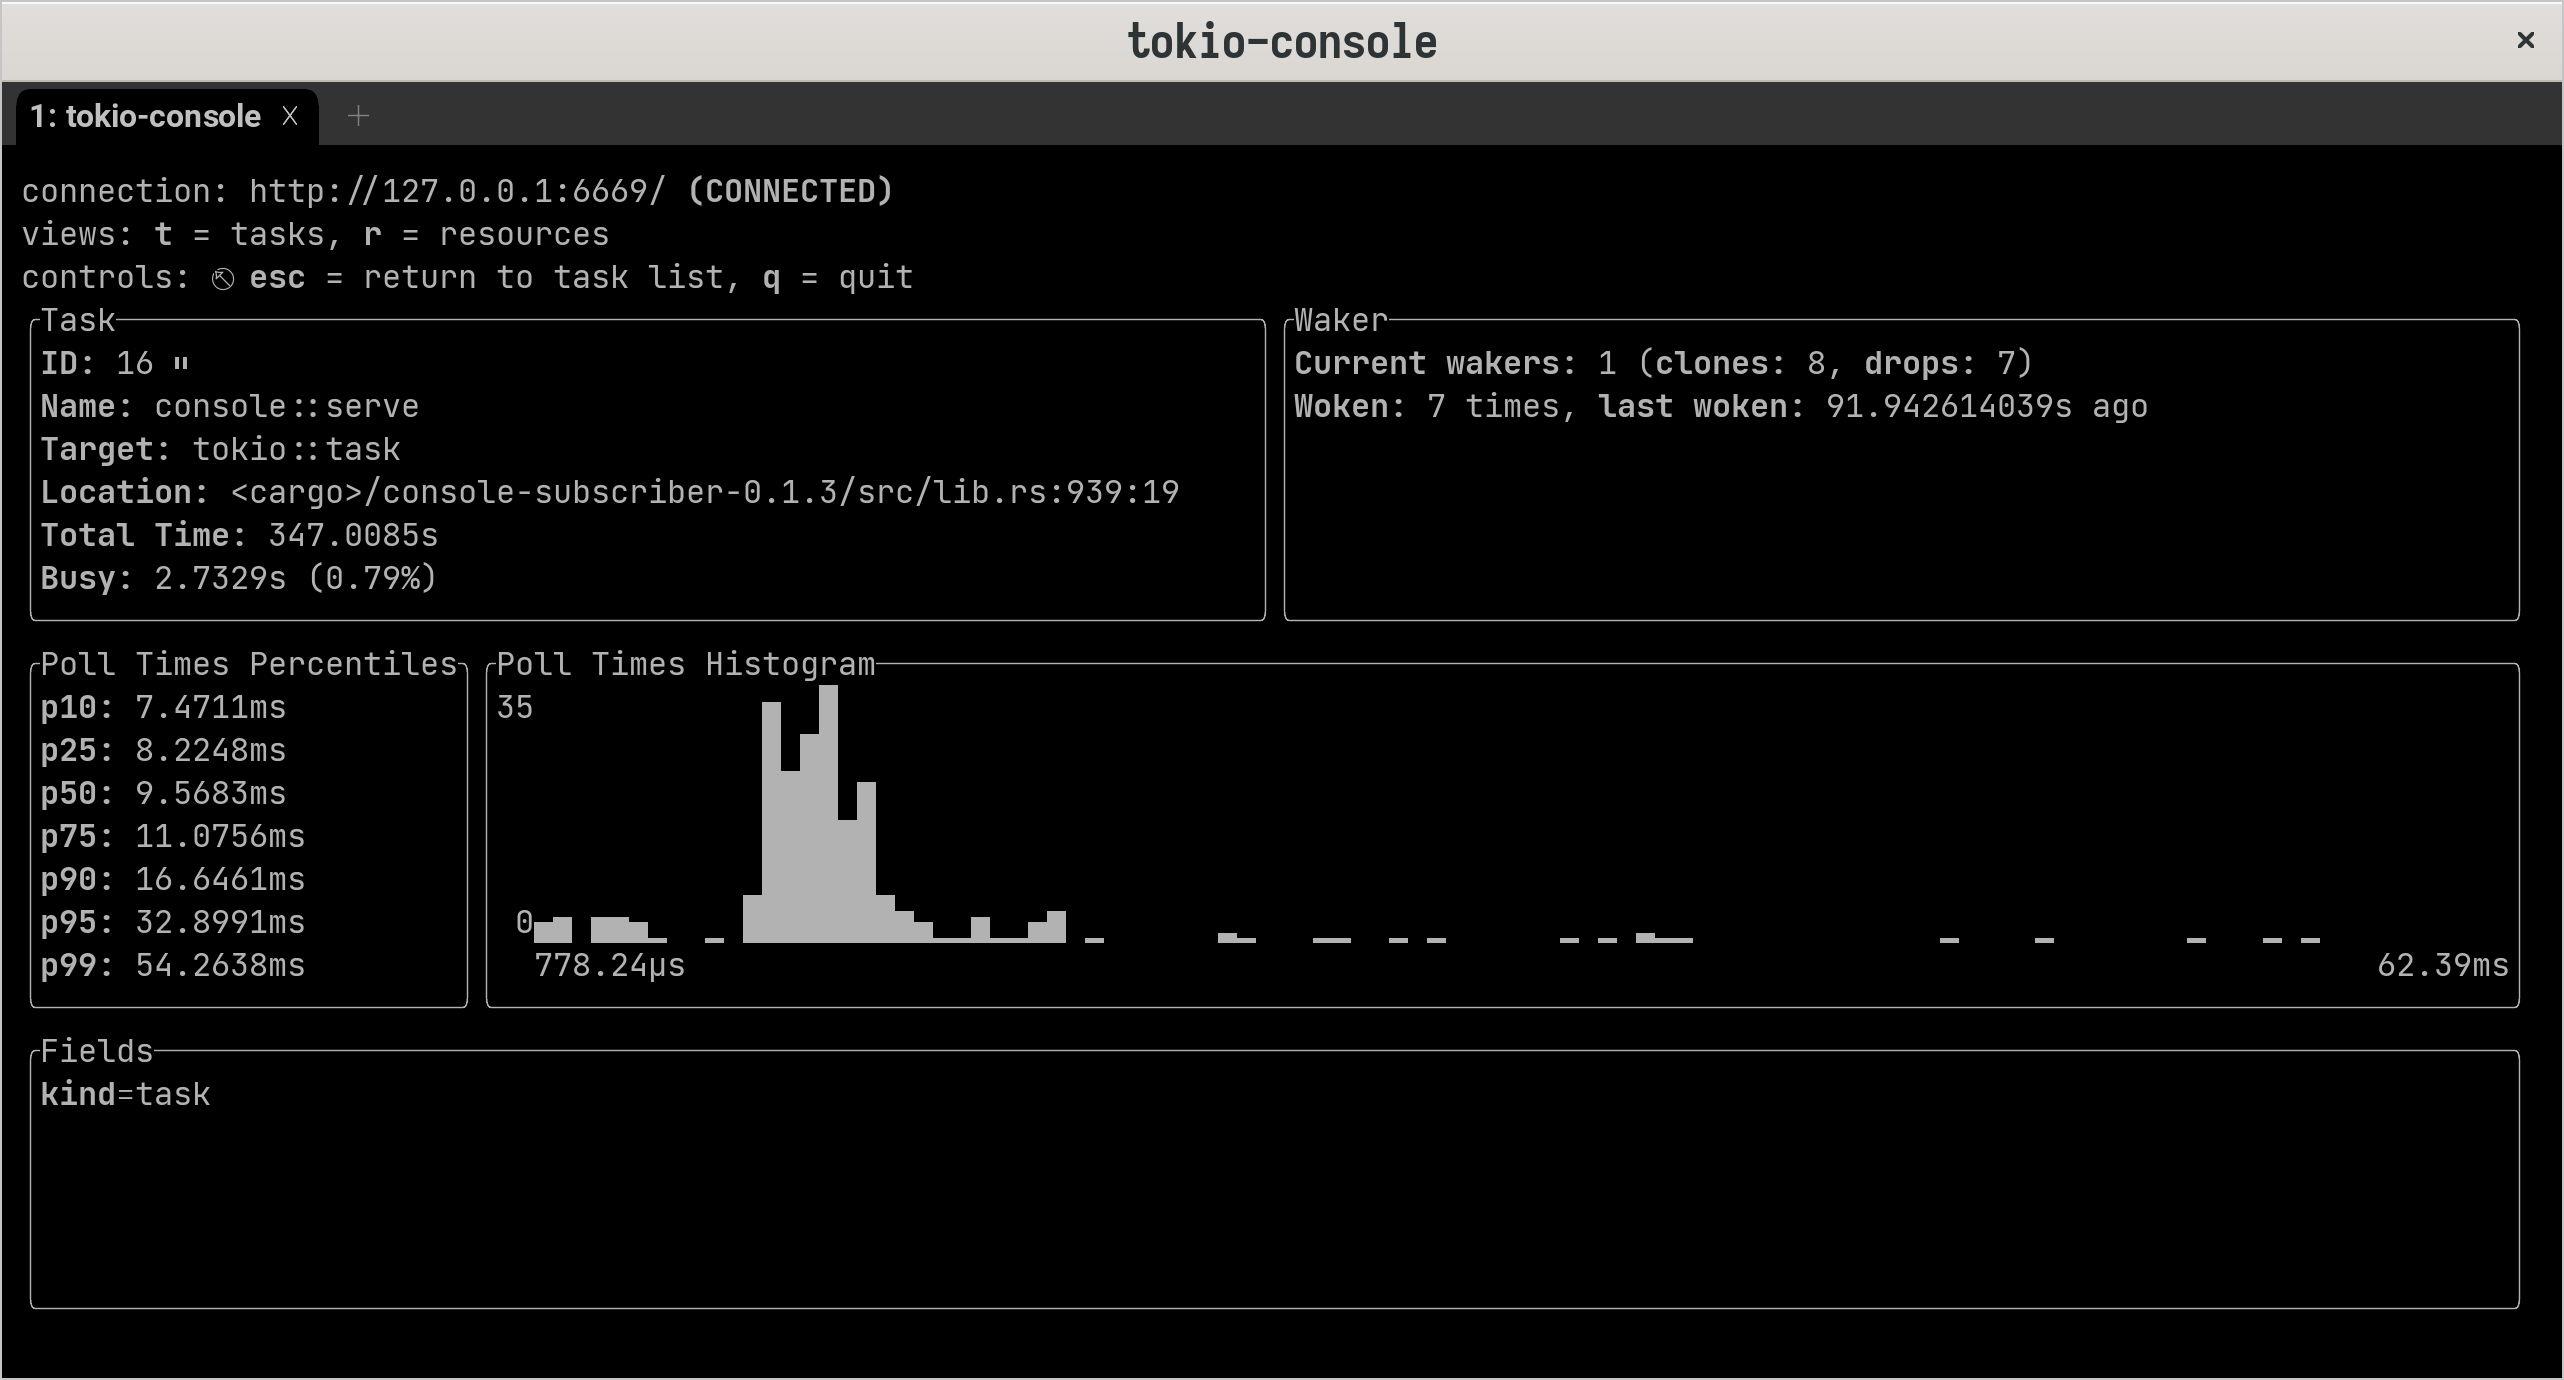 tokio-console ×
1: tokio-console X +
connection: http://127.0.0.1:6669/ (CONNECTED)
views: t = tasks, r = resources
controls: ⎋ esc = return to task list, q = quit
Task
ID: 16 ⏸
Name: console::serve
Target: tokio::task
Location: <cargo>/console-subscriber-0.1.3/src/lib.rs:939:19
Total Time: 347.0085s
Busy: 2.7329s (0.79%)
Waker
Current wakers: 1 (clones: 8, drops: 7)
Woken: 7 times, last woken: 91.942614039s ago
Poll Times Percentiles
p10: 7.4711ms
p25: 8.2248ms
p50: 9.5683ms
p75: 11.0756ms
p90: 16.6461ms
p95: 32.8991ms
p99: 54.2638ms
Poll Times Histogram
35
0
778.24µs 62.39ms
Fields
kind=task